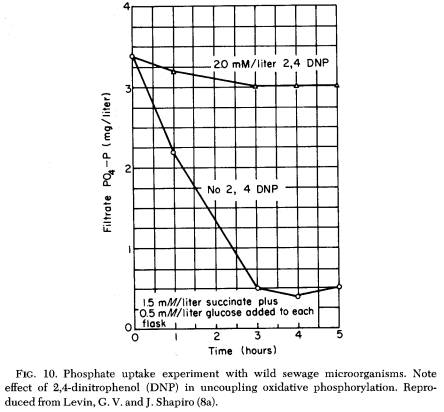 4
20 mM/liter 2,4 DNP
3
Filtrate PO4-P (mg/liter)
2
No 2, 4 DNP
1
1.5 mM/liter succinate plus
0.5 mM/liter glucose added to each
flask
0
0 1 2 3 4 5
Time (hours)
FIG. 10. Phosphate uptake experiment with wild sewage microorganisms. Note
effect of 2,4-dinitrophenol (DNP) in uncoupling oxidative phosphorylation. Repro-
duced from Levin, G. V. and J. Shapiro (8a).